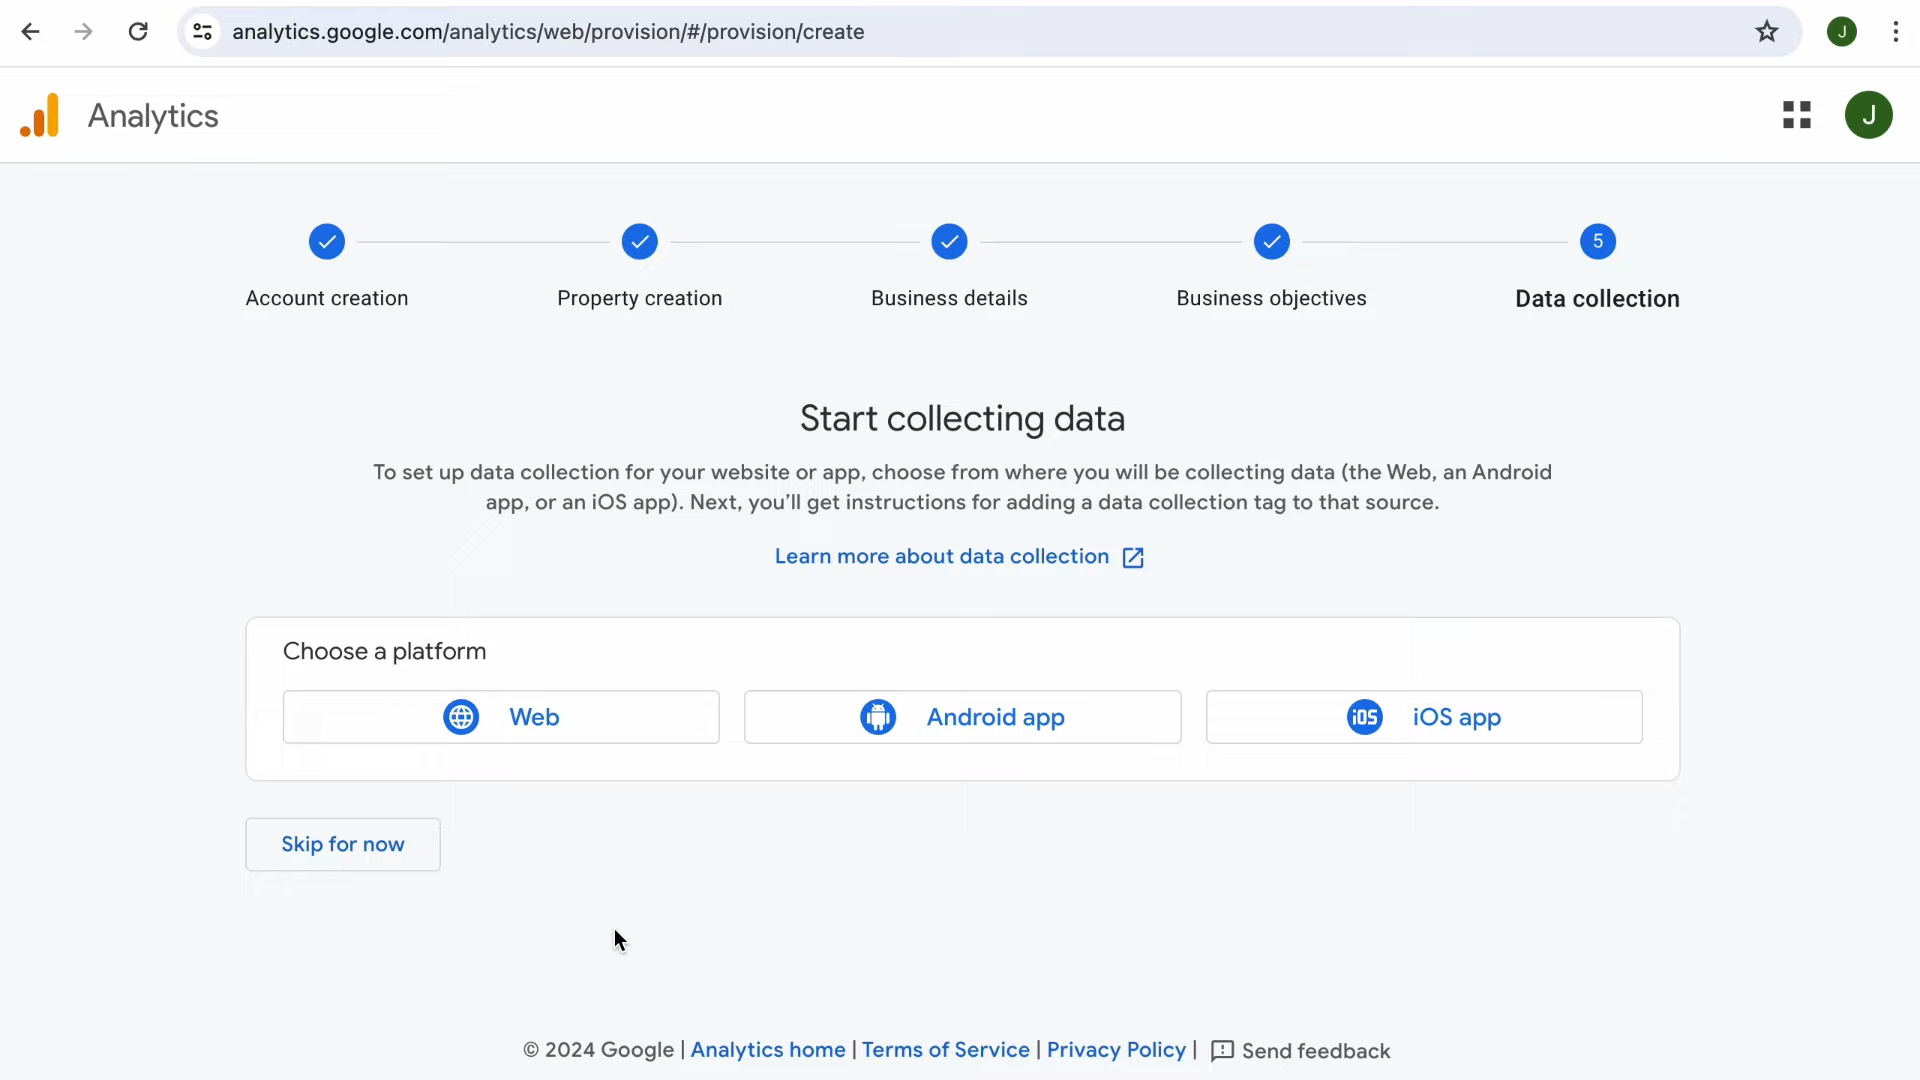 analytics.google.com/analytics/web/provision/#/provision/create
J
Analytics
J
5
Account creation
Property creation
Business details
Business objectives
Data collection
Start collecting data
To set up data collection for your website or app, choose from where you will be collecting data (the Web, an Android
app, or an iOS app). Next, you’ll get instructions for adding a data collection tag to that source.
Learn more about data collection
Choose a platform
Web
Android app
iOS iOS app
Skip for now
© 2024 Google | Analytics home | Terms of Service | Privacy Policy | Send feedback